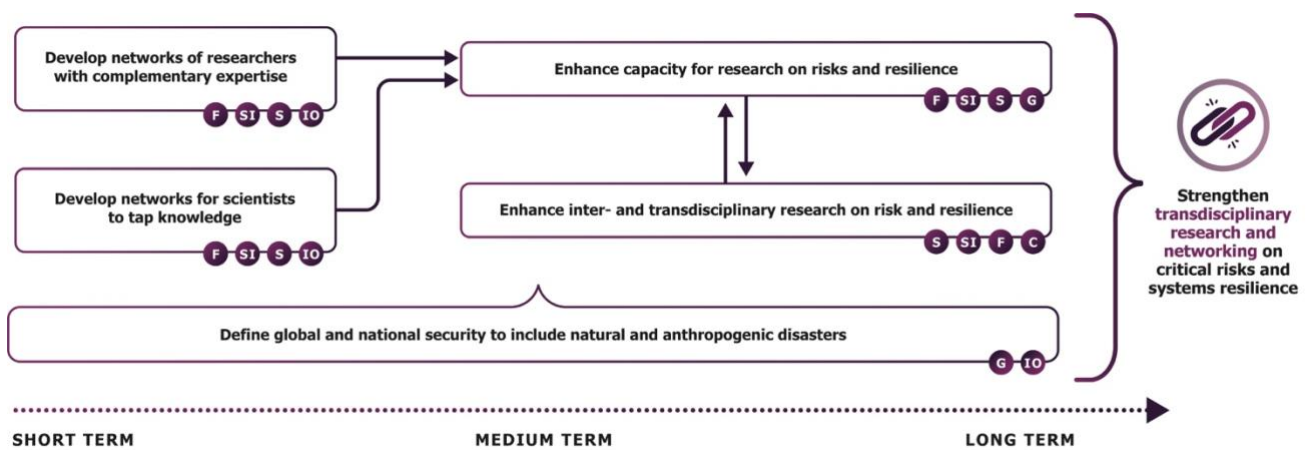 Develop networks of researchers
with complementary expertise
F SI S IO
Enhance capacity for research on risks and resilience
F SI S G
Develop networks for scientists
to tap knowledge
F SI S IO
Enhance inter- and transdisciplinary research on risk and resilience
S SI F C
Define global and national security to include natural and anthropogenic disasters
G IO
Strengthen
transdisciplinary
research and
networking on
critical risks and
systems resilience
SHORT TERM
MEDIUM TERM
LONG TERM